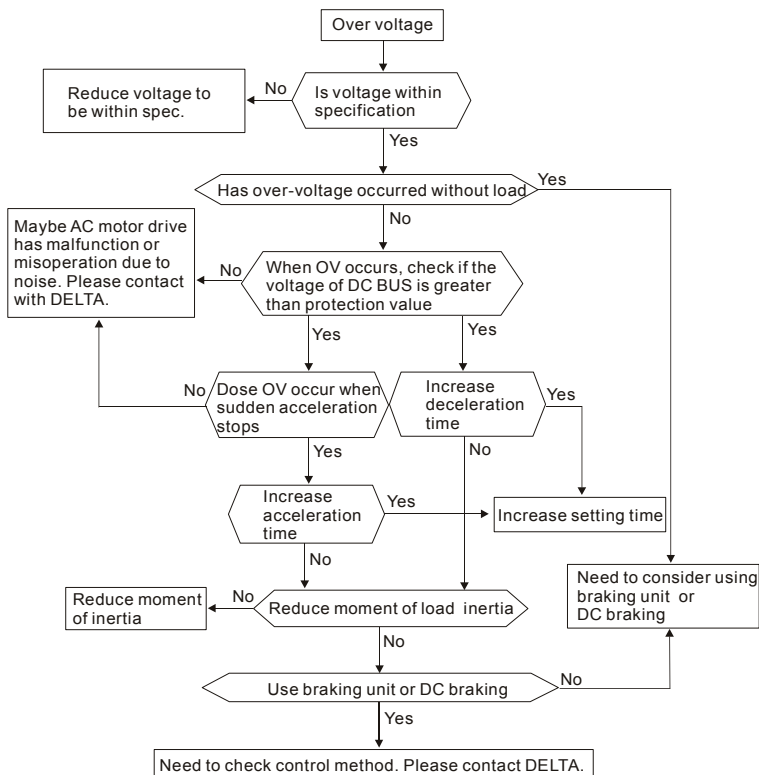 Over voltage
Reduce voltage to
be within spec.
No
Is voltage within
specification
Yes
Has over-voltage occurred without load
Yes
No
Maybe AC motor drive
has malfunction or
misoperation due to
noise. Please contact
with DELTA.
No
When OV occurs, check if the
voltage of DC BUS is greater
than protection value
Yes
Yes
No
Dose OV occur when
sudden acceleration
stops
Increase
deceleration
time
Yes
Yes
No
Increase
acceleration
time
Yes
Increase setting time
No
Reduce moment
of inertia
No
Reduce moment of load inertia
Need to consider using
braking unit or
DC braking
No
Use braking unit or DC braking
No
Yes
Need to check control method. Please contact DELTA.